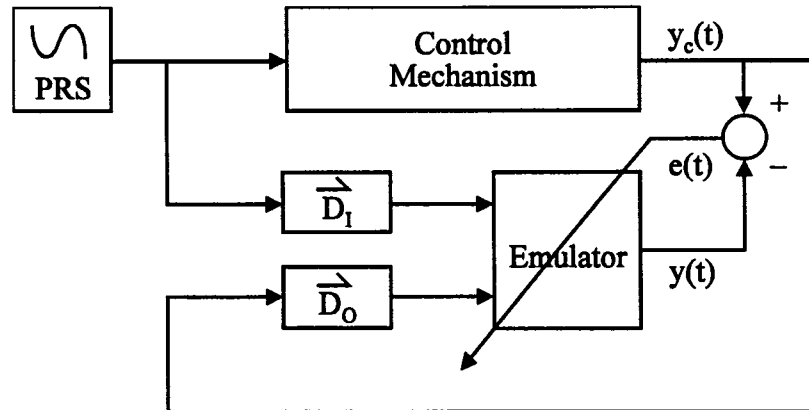 PRS
Control
Mechanism
y_c(t)
+
e(t)
−
D_I
Emulator
D_O
y(t)